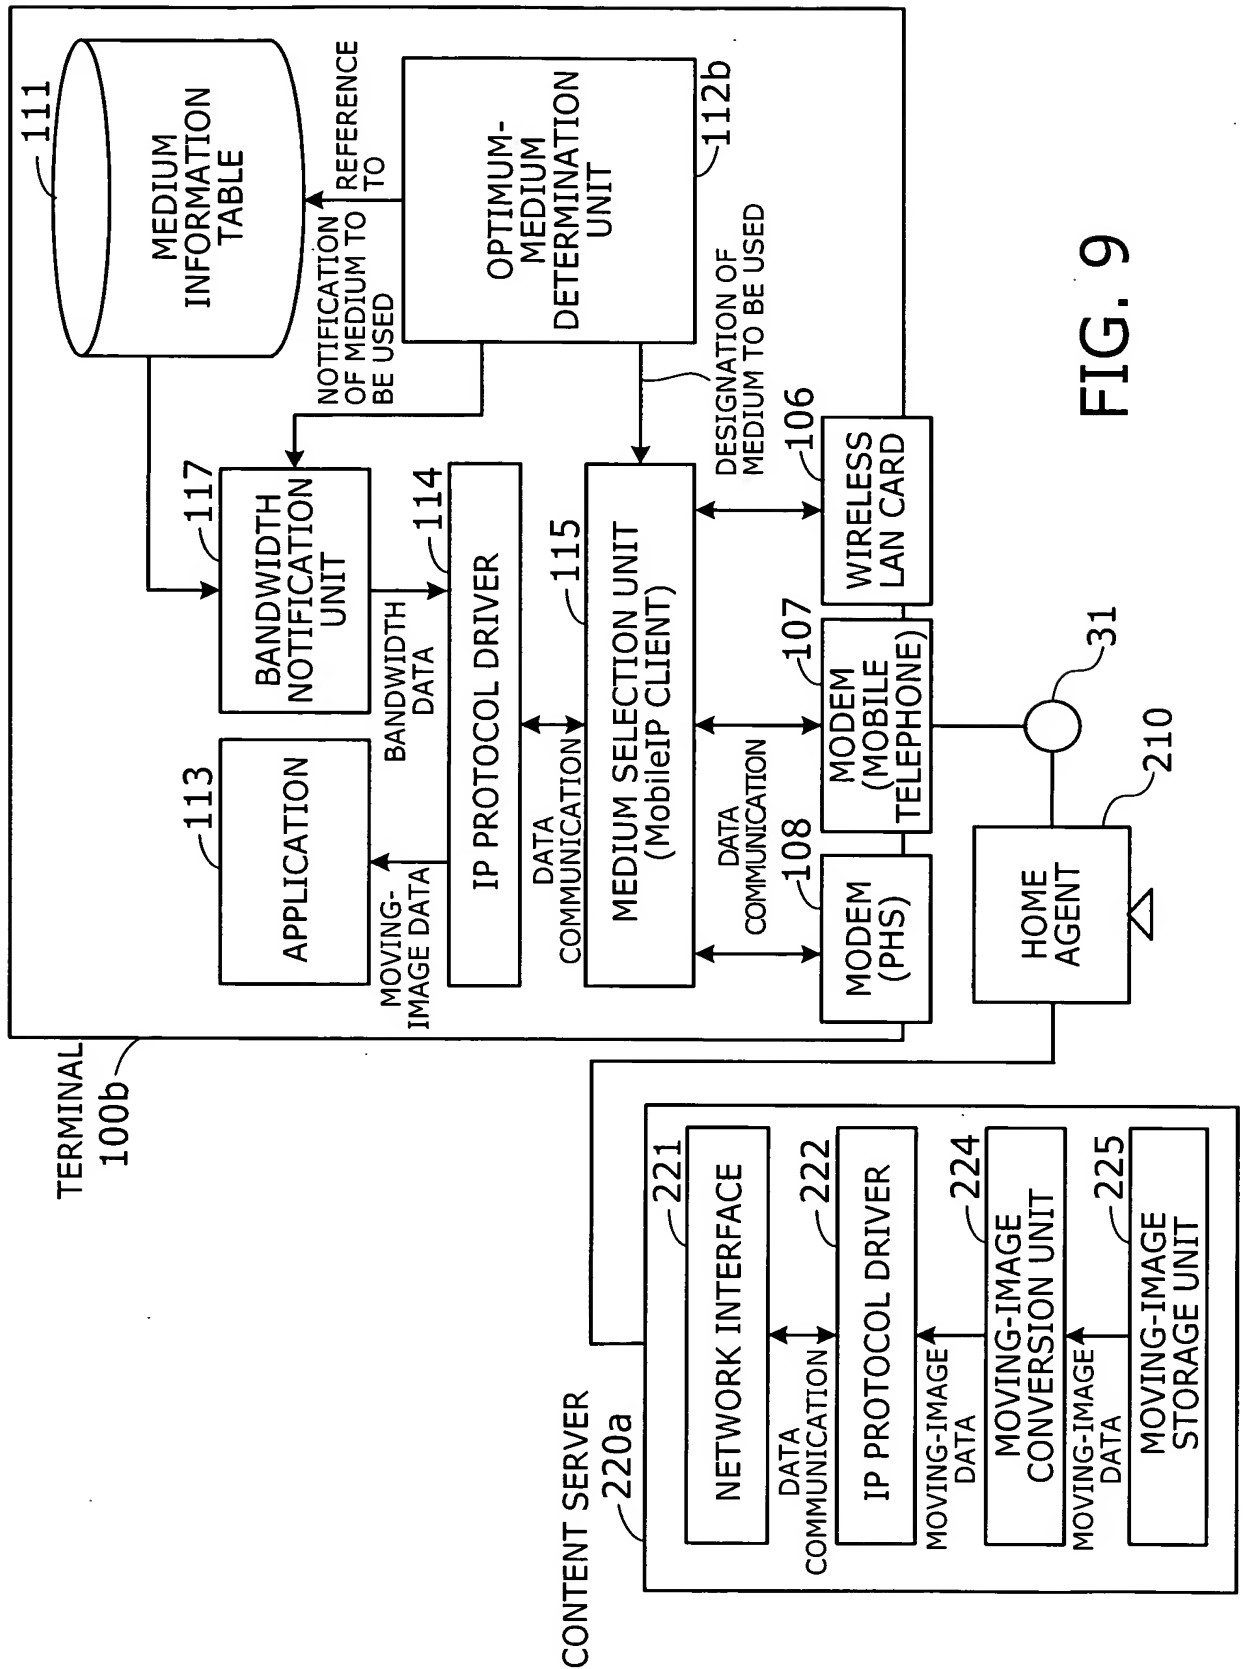 TERMINAL
100b
113
APPLICATION
117
BANDWIDTH
NOTIFICATION
UNIT
111
MEDIUM
INFORMATION
TABLE
MOVING-
IMAGE DATA
BANDWIDTH
DATA
NOTIFICATION
OF MEDIUM TO
BE USED
REFERENCE
TO
114
IP PROTOCOL DRIVER
OPTIMUM-
MEDIUM
DETERMINATION
UNIT
112b
DATA
COMMUNICATION
115
MEDIUM SELECTION UNIT
(MobileIP CLIENT)
DESIGNATION OF
MEDIUM TO BE USED
DATA
COMMUNICATION
108
MODEM
(PHS)
107
MODEM
(MOBILE
TELEPHONE)
106
WIRELESS
LAN CARD
31
HOME
AGENT
210
CONTENT SERVER
220a
221
NETWORK INTERFACE
DATA
COMMUNICATION
222
IP PROTOCOL DRIVER
MOVING-IMAGE
DATA
224
MOVING-IMAGE
CONVERSION UNIT
MOVING-IMAGE
DATA
225
MOVING-IMAGE
STORAGE UNIT
FIG. 9